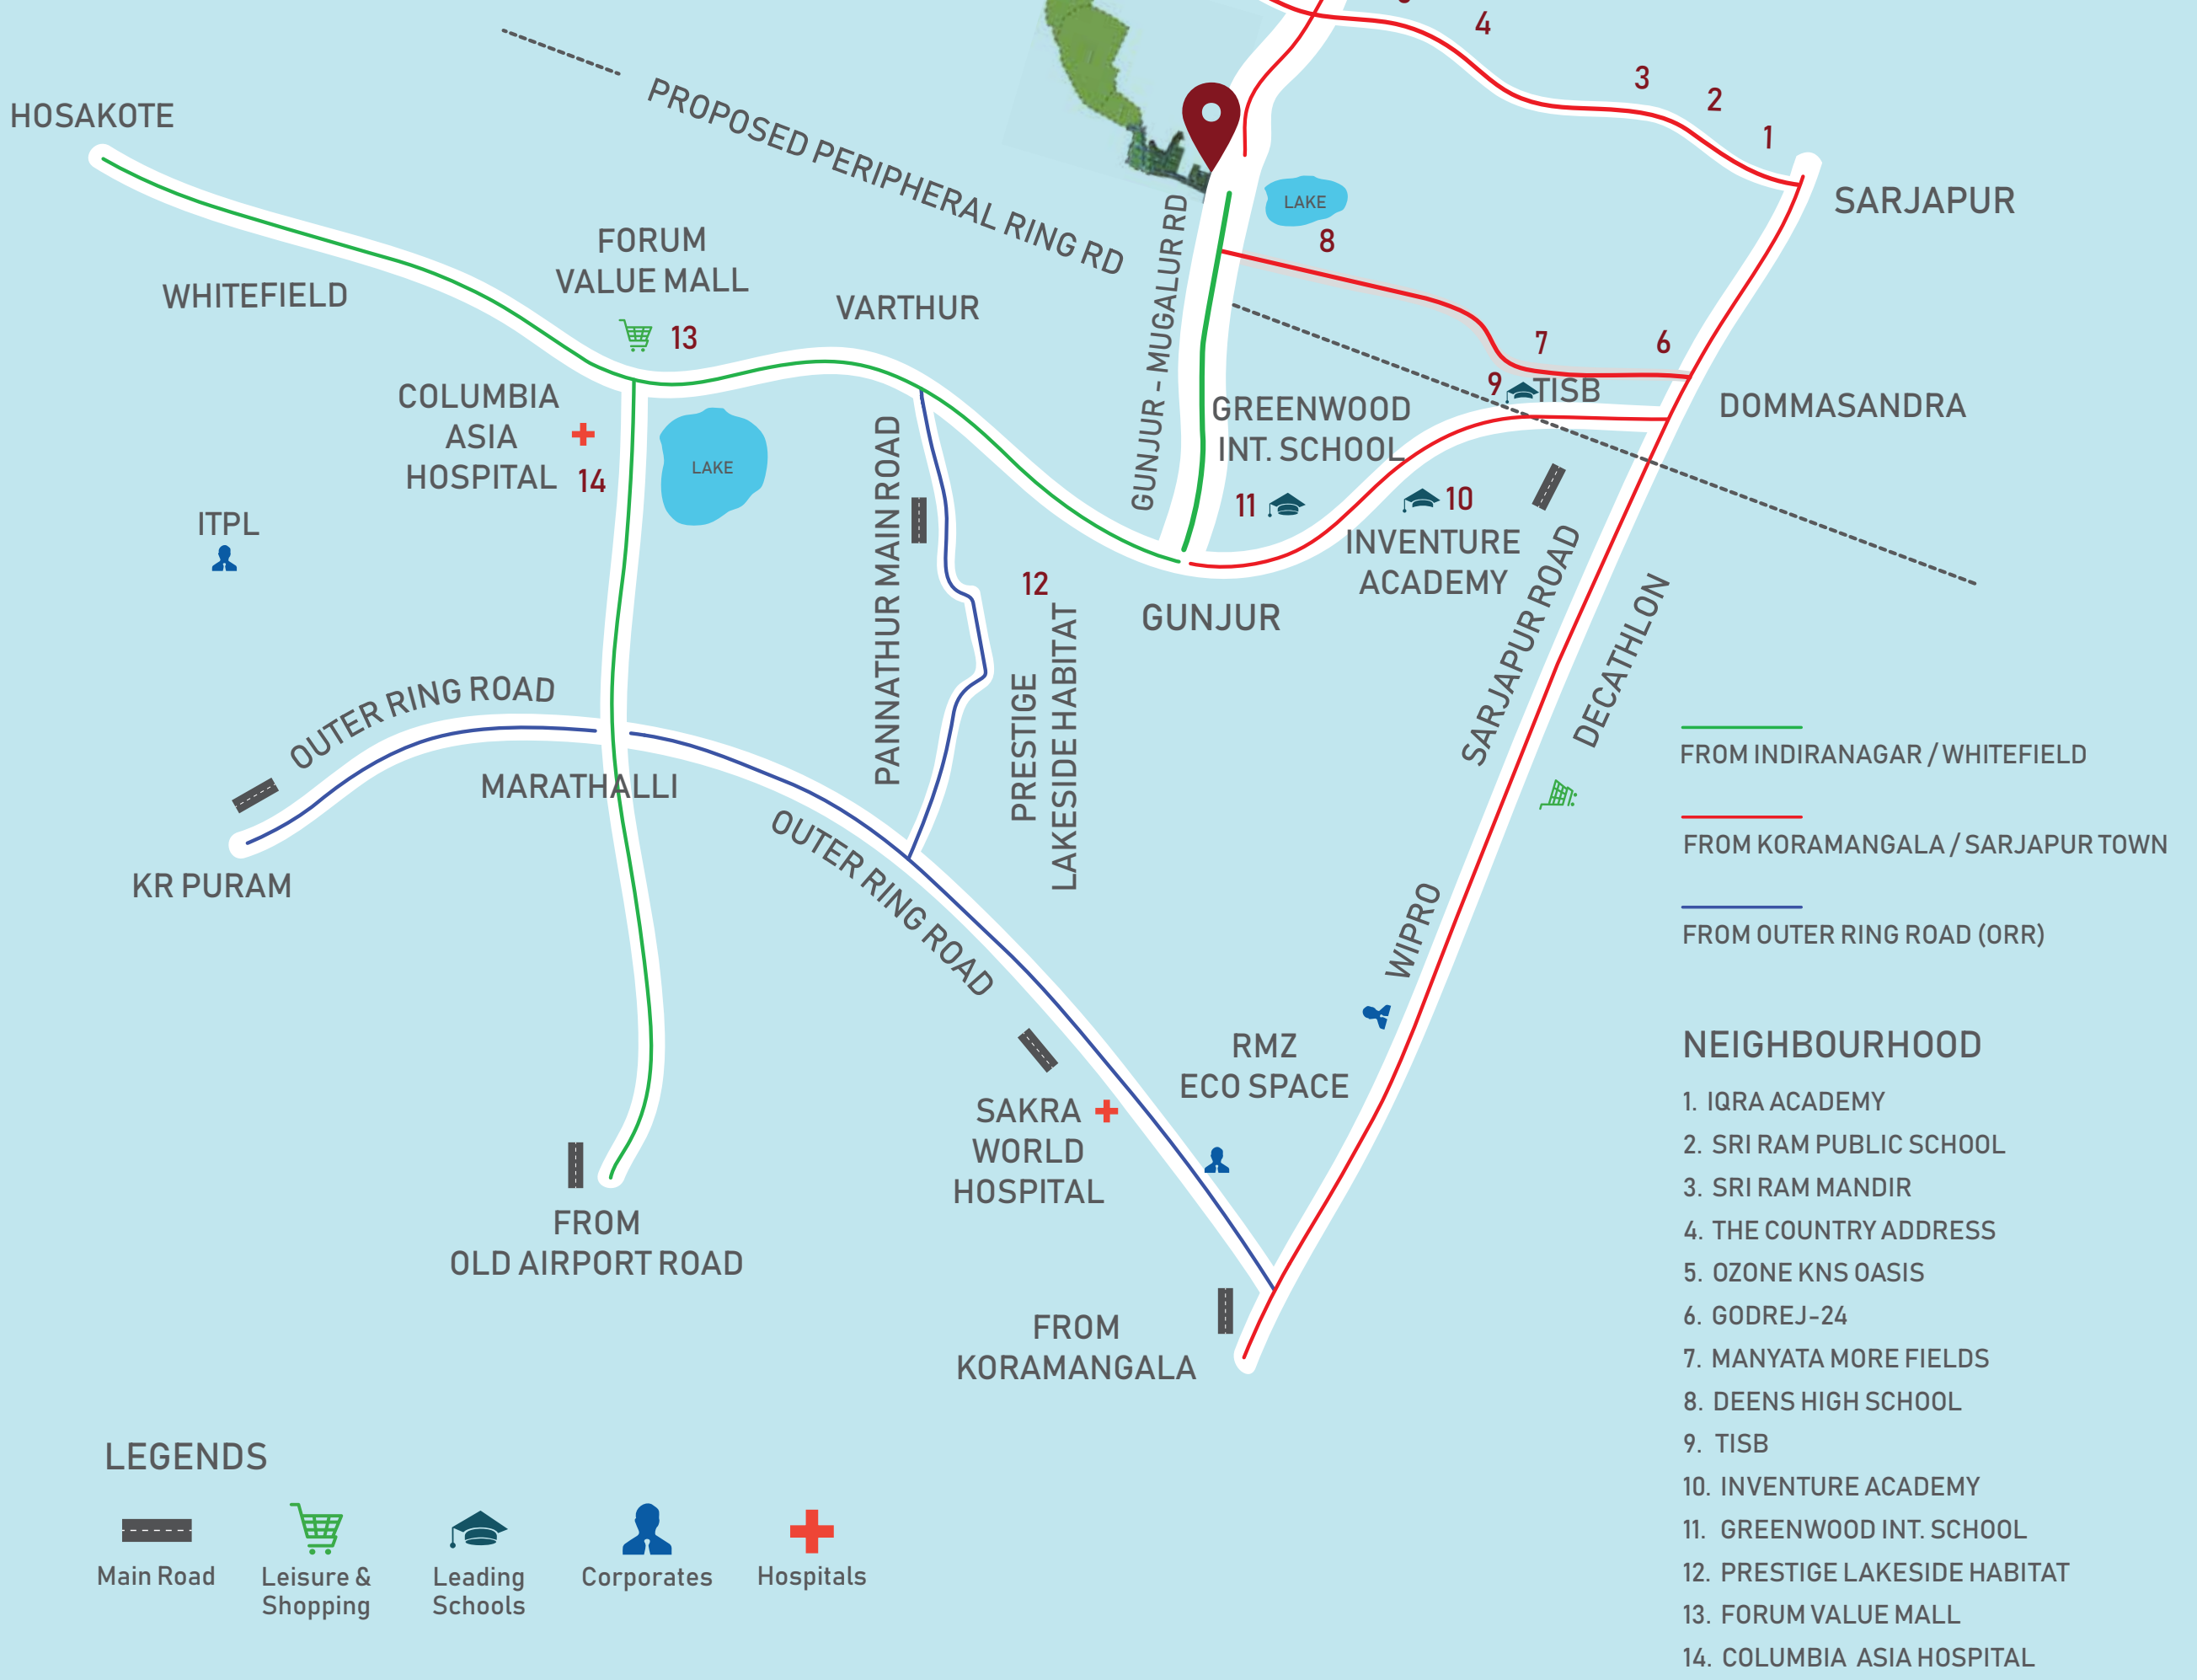 4
3
2
1
HOSAKOTE
PROPOSED PERIPHERAL RING RD
SARJAPUR
LAKE
8
FORUM
VALUE MALL
13
WHITEFIELD
VARTHUR
GUNJUR - MUGALUR RD
7
6
9
TISB
DOMMASANDRA
COLUMBIA
ASIA
HOSPITAL
14
LAKE
GREENWOOD
INT. SCHOOL
11
10
INVENTURE
ACADEMY
ITPL
PANNATHUR MAIN ROAD
12
PRESTIGE
LAKESIDE HABITAT
GUNJUR
SARJAPUR ROAD
DECATHLON
OUTER RING ROAD
MARATHALLI
OUTER RING ROAD
KR PURAM
WIPRO
RMZ
ECO SPACE
SAKRA
WORLD
HOSPITAL
FROM
OLD AIRPORT ROAD
FROM
KORAMANGALA
FROM INDIRANAGAR / WHITEFIELD
FROM KORAMANGALA / SARJAPUR TOWN
FROM OUTER RING ROAD (ORR)
NEIGHBOURHOOD
1. IQRA ACADEMY
2. SRI RAM PUBLIC SCHOOL
3. SRI RAM MANDIR
4. THE COUNTRY ADDRESS
5. OZONE KNS OASIS
6. GODREJ-24
7. MANYATA MORE FIELDS
8. DEENS HIGH SCHOOL
9. TISB
10. INVENTURE ACADEMY
11. GREENWOOD INT. SCHOOL
12. PRESTIGE LAKESIDE HABITAT
13. FORUM VALUE MALL
14. COLUMBIA ASIA HOSPITAL
LEGENDS
Main Road
Leisure &
Shopping
Leading
Schools
Corporates
Hospitals